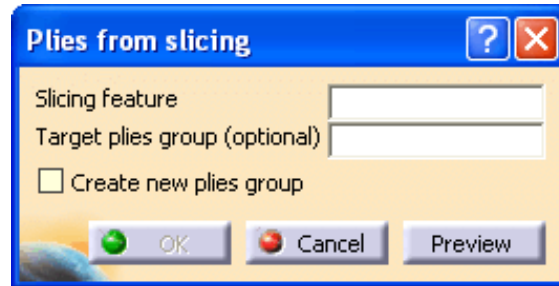 Plies from slicing
Slicing feature
Target plies group (optional)
Create new plies group
OK Cancel Preview